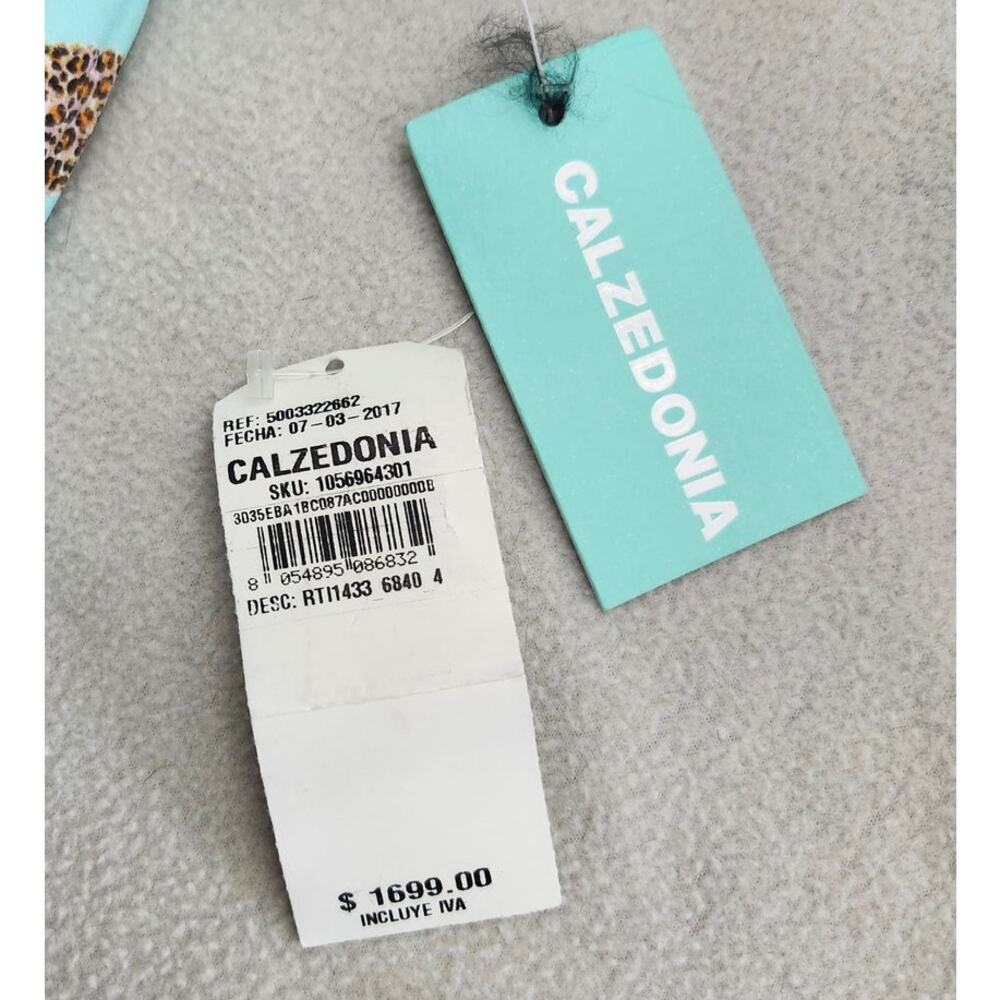 CALZEDONIA
REF: 5003322662
FECHA: 07-03-2017
CALZEDONIA
SKU: 1056964301
3035EBA1BC087AC00000000B
8 054895 086832
DESC: RTI1433 6840 4
$ 1699.00
INCLUYE IVA